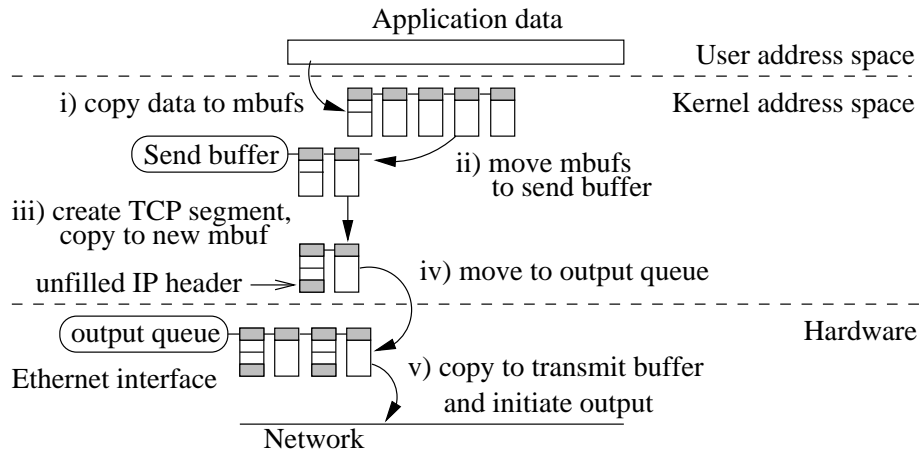 Application data
User address space
i) copy data to mbufs
Kernel address space
Send buffer
ii) move mbufs
to send buffer
iii) create TCP segment,
copy to new mbuf
iv) move to output queue
unfilled IP header
output queue
Hardware
Ethernet interface
v) copy to transmit buffer
and initiate output
Network